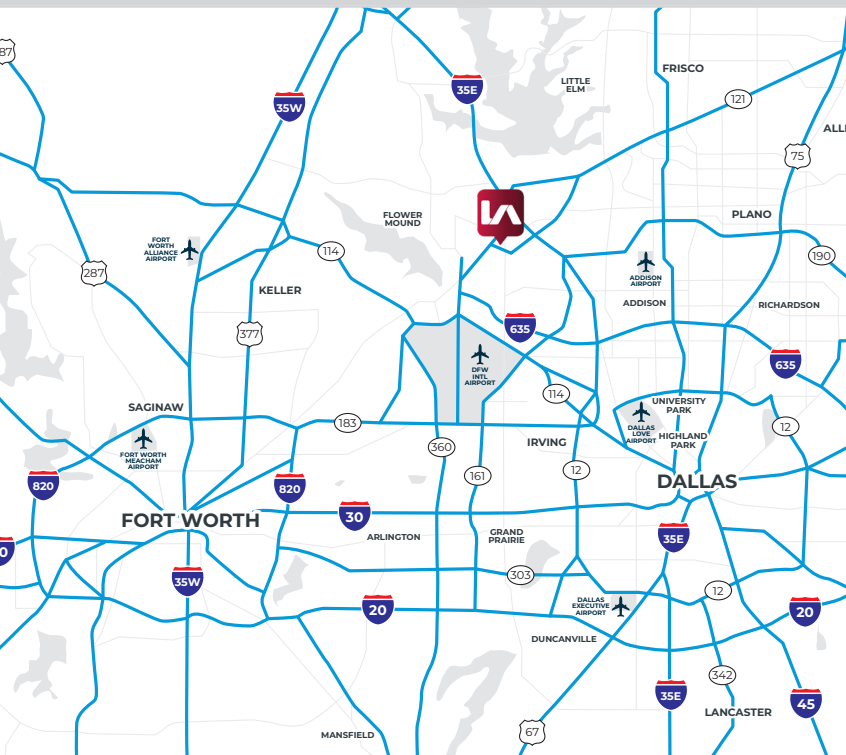 87
35W
35E
LITTLE
ELM
FRISCO
121
75
FLOWER
MOUND
PLANO
FORT
WORTH
ALLIANCE
AIRPORT
114
190
287
ADDISON
AIRPORT
KELLER
ADDISON
RICHARDSON
377
635
DFW
INTL
AIRPORT
635
114
SAGINAW
UNIVERSITY
PARK
183
DALLAS
LOVE
AIRPORT
HIGHLAND
PARK
12
FORT WORTH
MEACHAM
AIRPORT
360
IRVING
161
12
820
820
DALLAS
30
FORT WORTH
ARLINGTON
GRAND
PRAIRIE
35E
0
35W
303
12
20
DALLAS
EXECUTIVE
AIRPORT
20
DUNCANVILLE
342
35E
45
LANCASTER
MANSFIELD
67